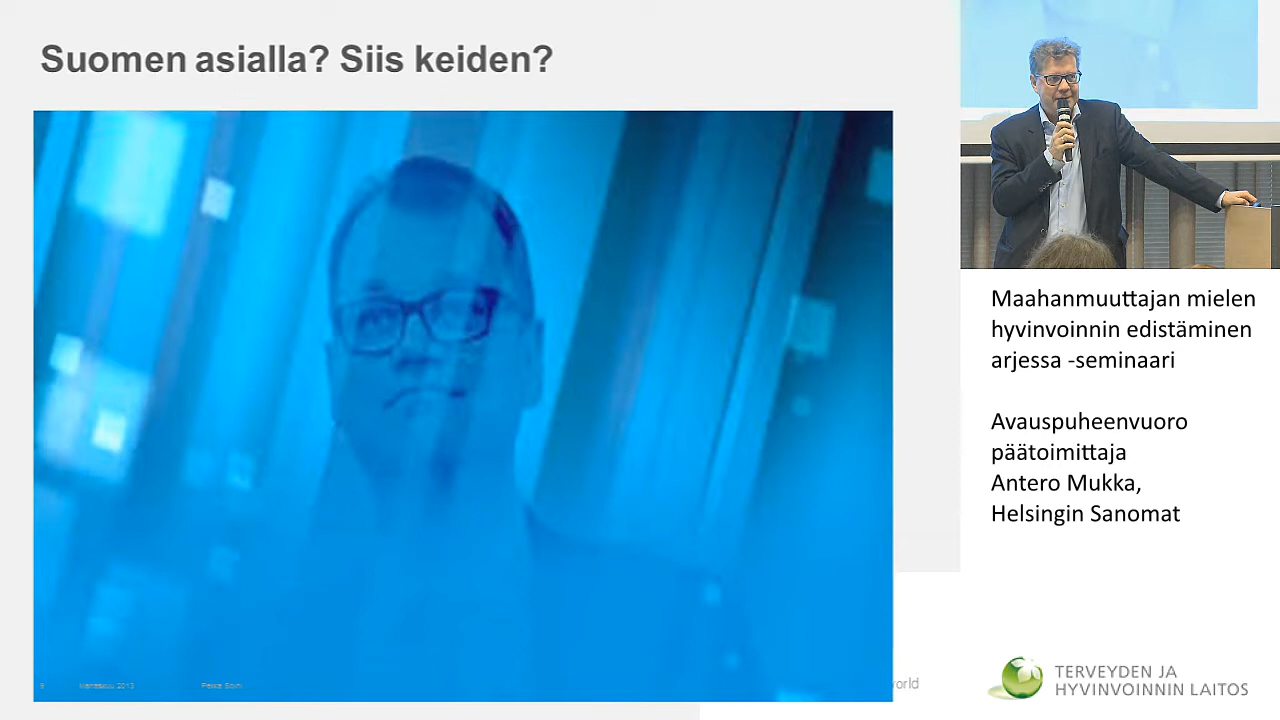 Suomen asialla? Siis keiden?
Maahanmuuttajan mielen
hyvinvoinnin edistäminen
arjessa -seminaari
Avauspuheenvuoro
päätoimittaja
Antero Mukka,
Helsingin Sanomat
TERVEYDEN JA
HYVINVOINNIN LAITOS